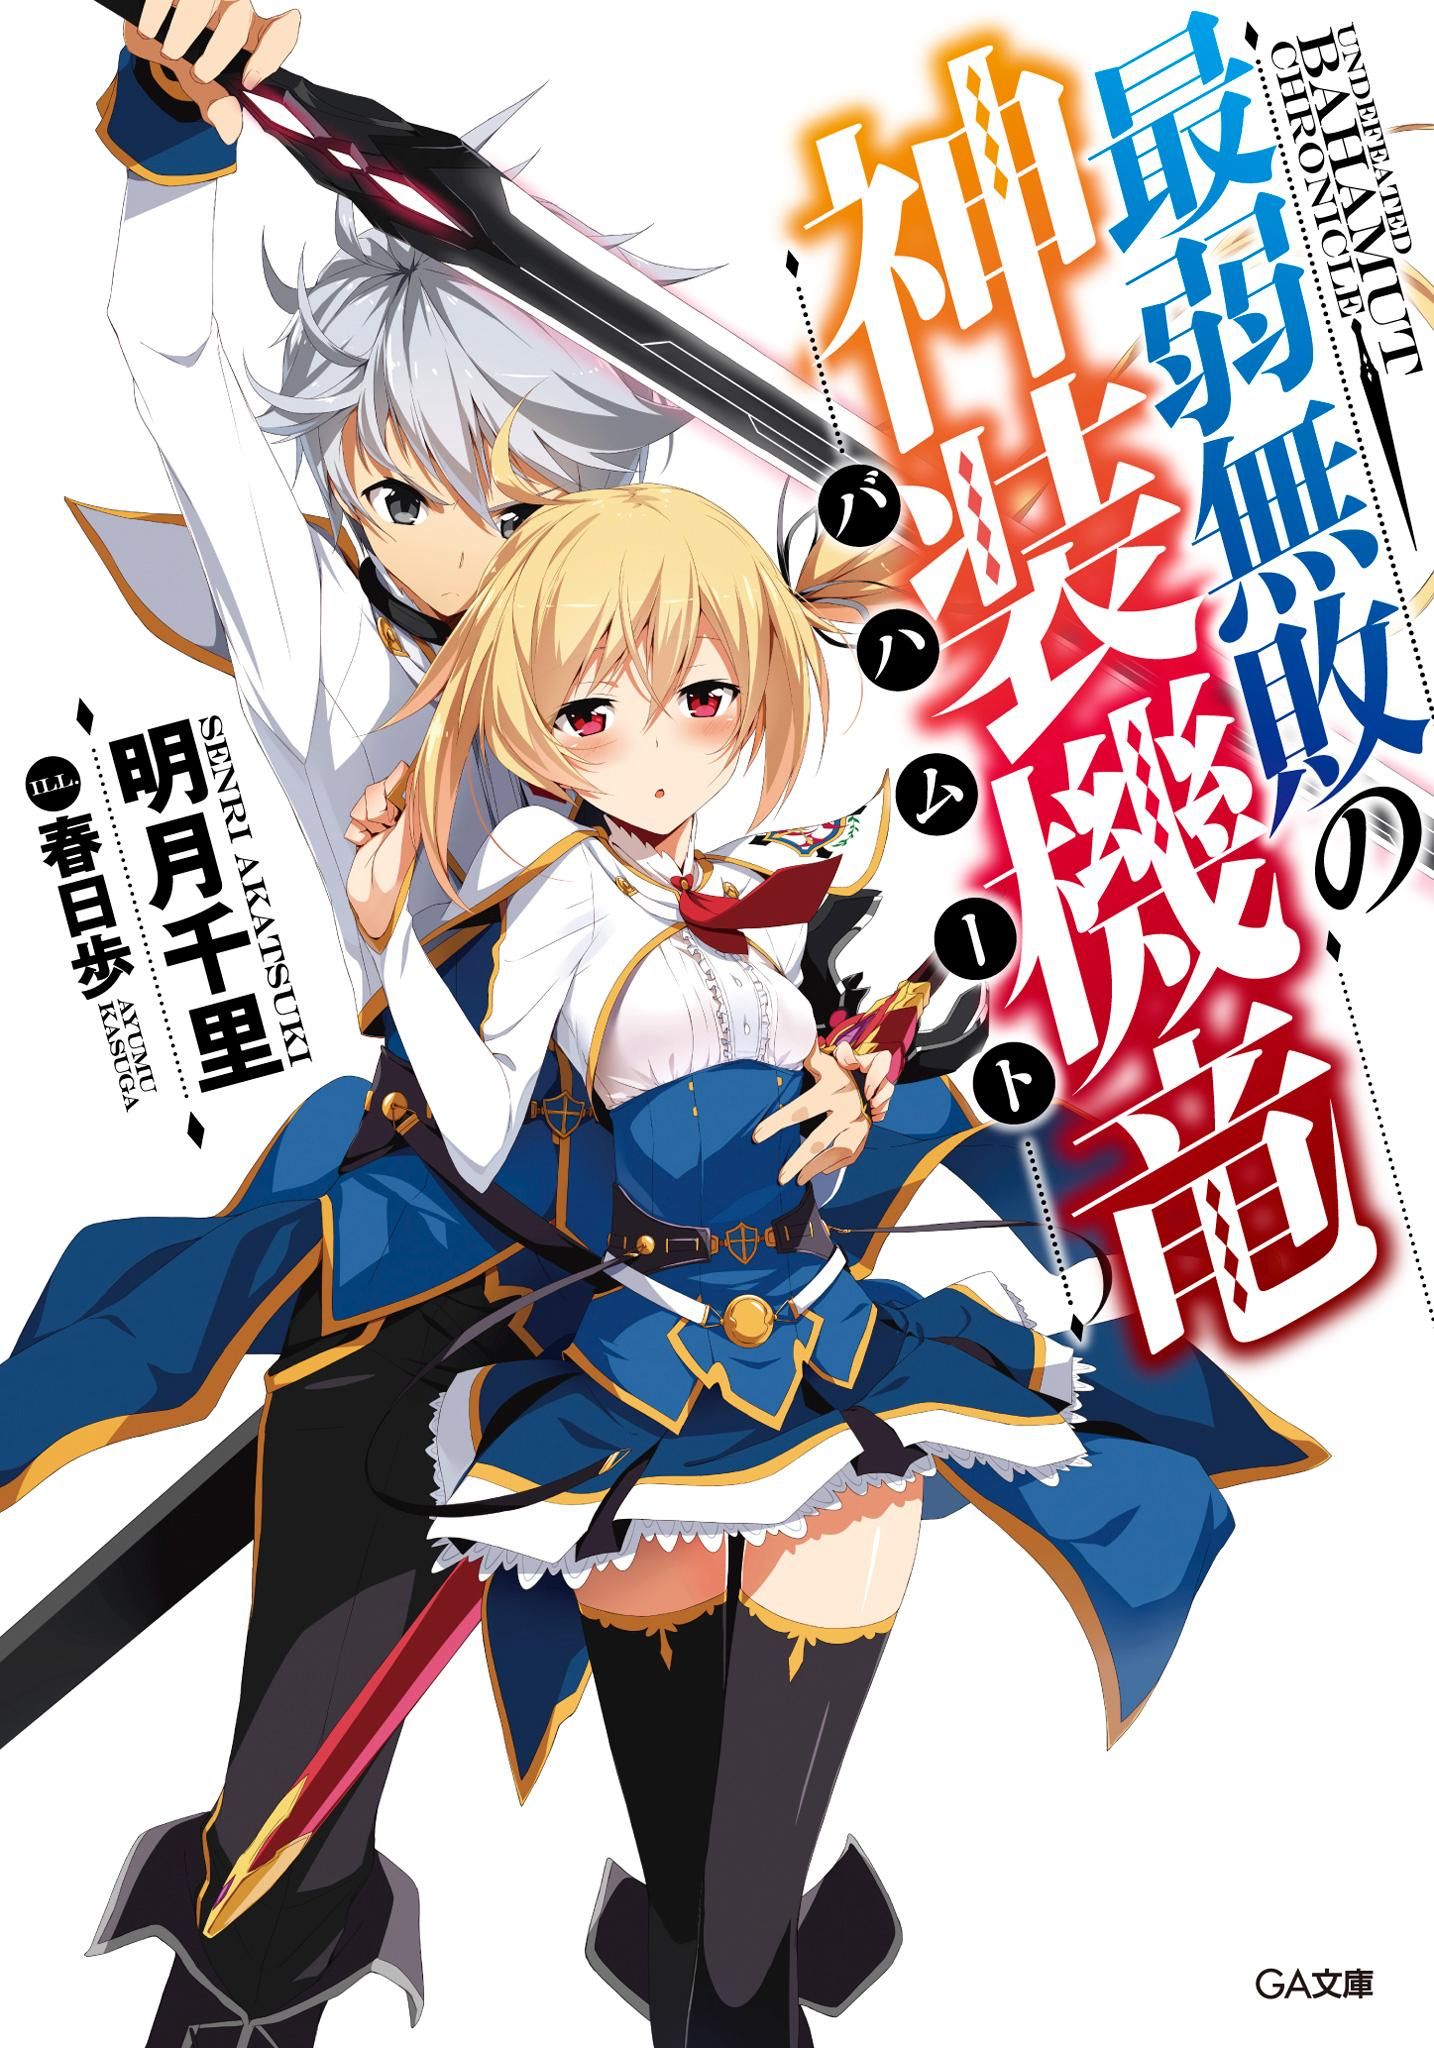 UNDEFEATED
BAHAMUT
CHRONICLE
最弱無敗の
神装機竜
バハムート
SENRI AKATSUKI
明月千里
ILL.
春日歩
AYUMU
KASUGA
GA文庫